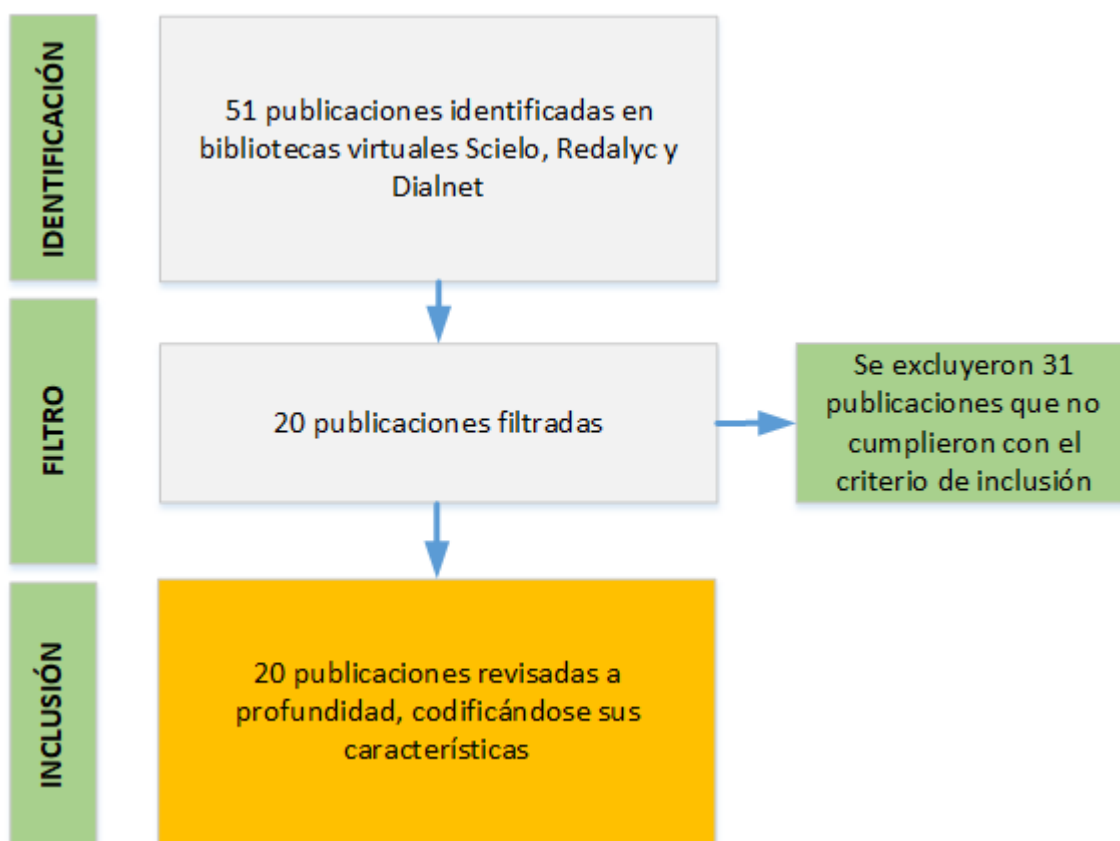 IDENTIFICACIÓN
51 publicaciones identificadas en
bibliotecas virtuales Scielo, Redalyc y
Dialnet
FILTRO
20 publicaciones filtradas
Se excluyeron 31
publicaciones que no
cumplieron con el
criterio de inclusión
INCLUSIÓN
20 publicaciones revisadas a
profundidad, codificándose sus
características